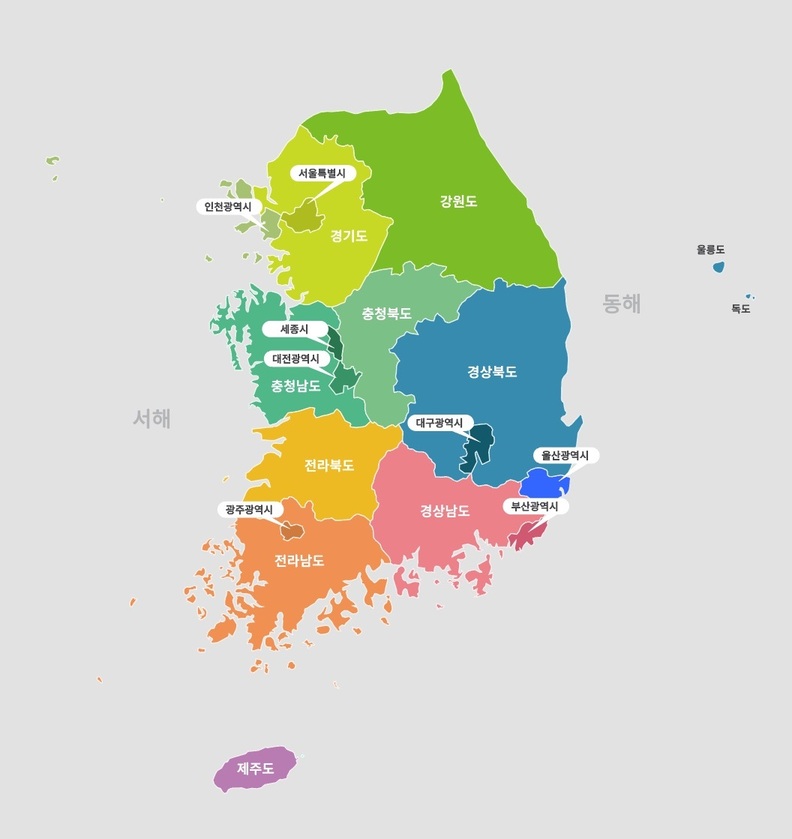 서울특별시
인천광역시
강원도
경기도
울릉도
독도
동해
충청북도
세종시
대전광역시
충청남도
경상북도
서해
대구광역시
울산광역시
전라북도
광주광역시
부산광역시
경상남도
전라남도
제주도